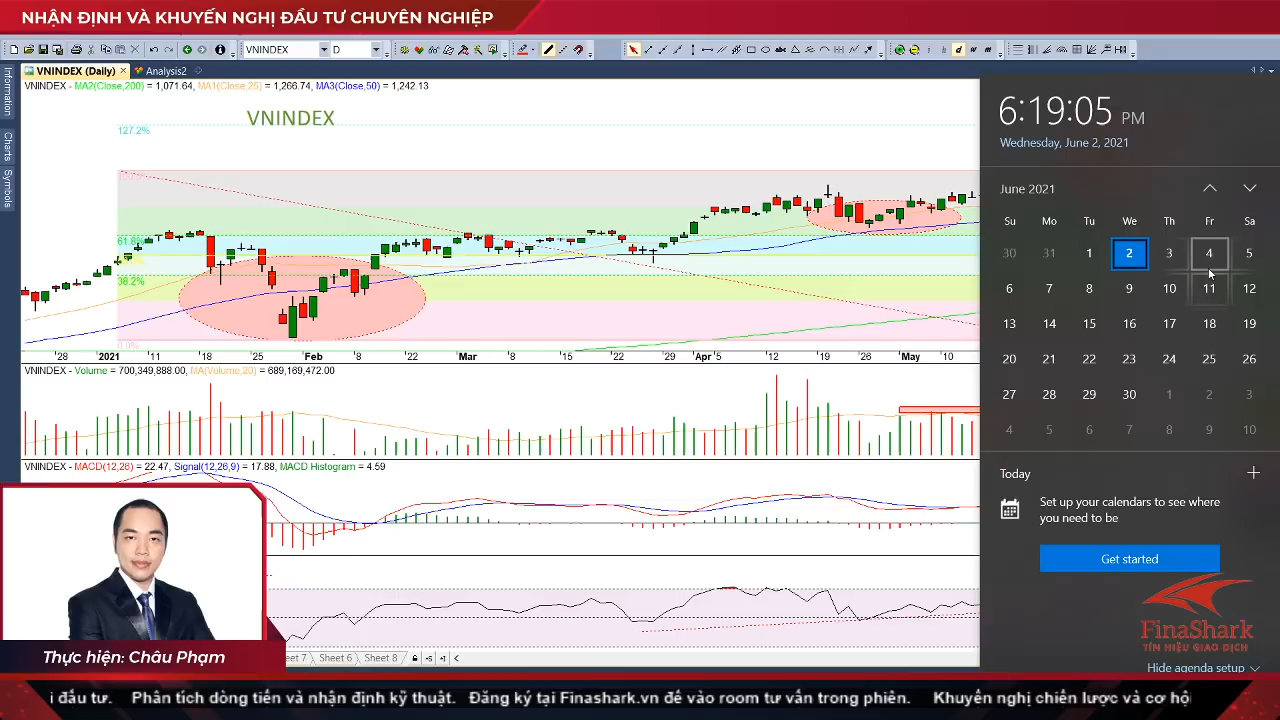 NHẬN ĐỊNH VÀ KHUYẾN NGHỊ ĐẦU TƯ CHUYÊN NGHIỆP
VNINDEX D
VNINDEX (Daily) Analysis2
Information
Charts
Symbols
VNINDEX - MA2(Close,200) = 1,071.64, MA1(Close,25) = 1,266.74, MA3(Close,50) = 1,242.13
VNINDEX
127.2%
61.8%
38.2%
0.0%
28 2021 11 18 25 Feb 22 Mar 8 15 22 29 Apr 5 12 19 26 May 10
VNINDEX - Volume = 700,349,888.00, MA(Volume,20) = 689,169,472.00
VNINDEX - MACD(12,26) = 22.47, Signal(12,26,9) = 17.88, MACD Histogram = 4.59
6:19:05 PM
Wednesday, June 2, 2021
June 2021
Su Mo Tu We Th Fr Sa
30 31 1 2 3 4 5
6 7 8 9 10 11 12
13 14 15 16 17 18 19
20 21 22 23 24 25 26
27 28 29 30 1 2 3
4 5 6 7 8 9 10
Today
Set up your calendars to see where
you need to be
Get started
FinaShark
TÍN HIỆU GIAO DỊCH
Hide agenda setup
Thực hiện: Châu Phạm
eet 7 Sheet 6 Sheet 8
i đầu tư. Phân tích dòng tiền và nhận định kỹ thuật. Đăng ký tại Finashark.vn để vào room tư vấn trong phiên. Khuyến nghị chiến lược và cơ hộ